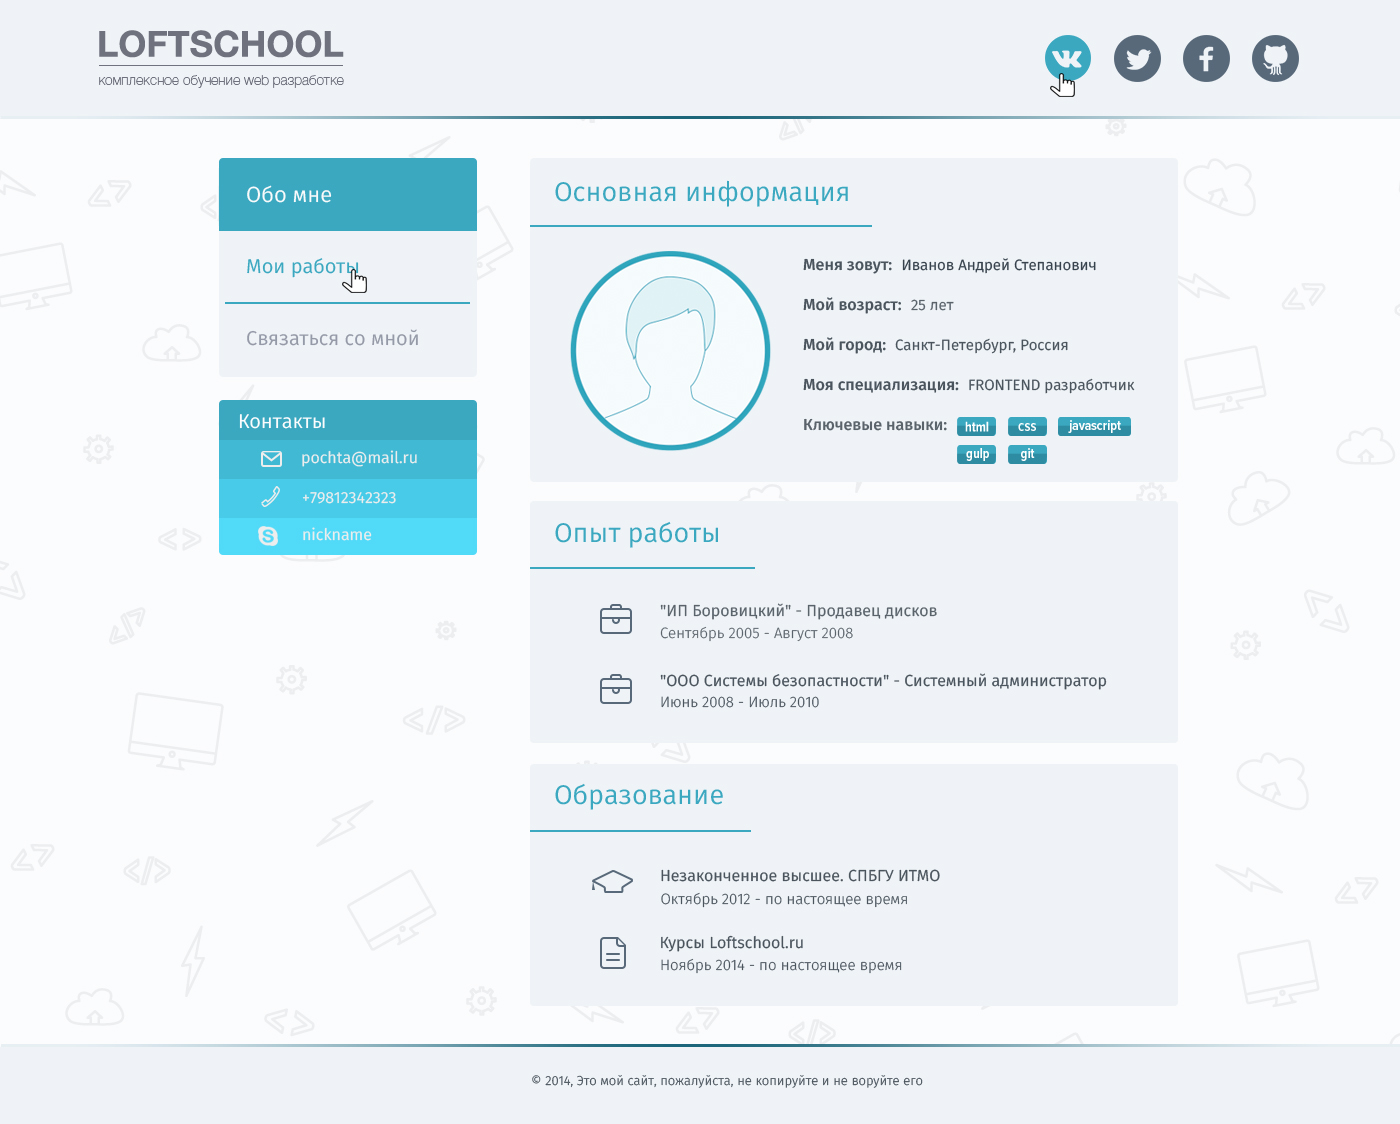 LOFTSCHOOL
комплексное обучение web разработке
Обо мне
Мои работы
Связаться со мной
Контакты
pochta@mail.ru
+79812342323
nickname
Основная информация
Меня зовут: Иванов Андрей Степанович
Мой возраст: 25 лет
Мой город: Санкт-Петербург, Россия
Моя специализация: FRONTEND разработчик
Ключевые навыки: html css javascript
gulp git
Опыт работы
"ИП Боровицкий" - Продавец дисков
Сентябрь 2005 - Август 2008
"ООО Системы безопастности" - Системный администратор
Июнь 2008 - Июль 2010
Образование
Незаконченное высшее. СПБГУ ИТМО
Октябрь 2012 - по настоящее время
Курсы Loftschool.ru
Ноябрь 2014 - по настоящее время
© 2014, Это мой сайт, пожалуйста, не копируйте и не воруйте его